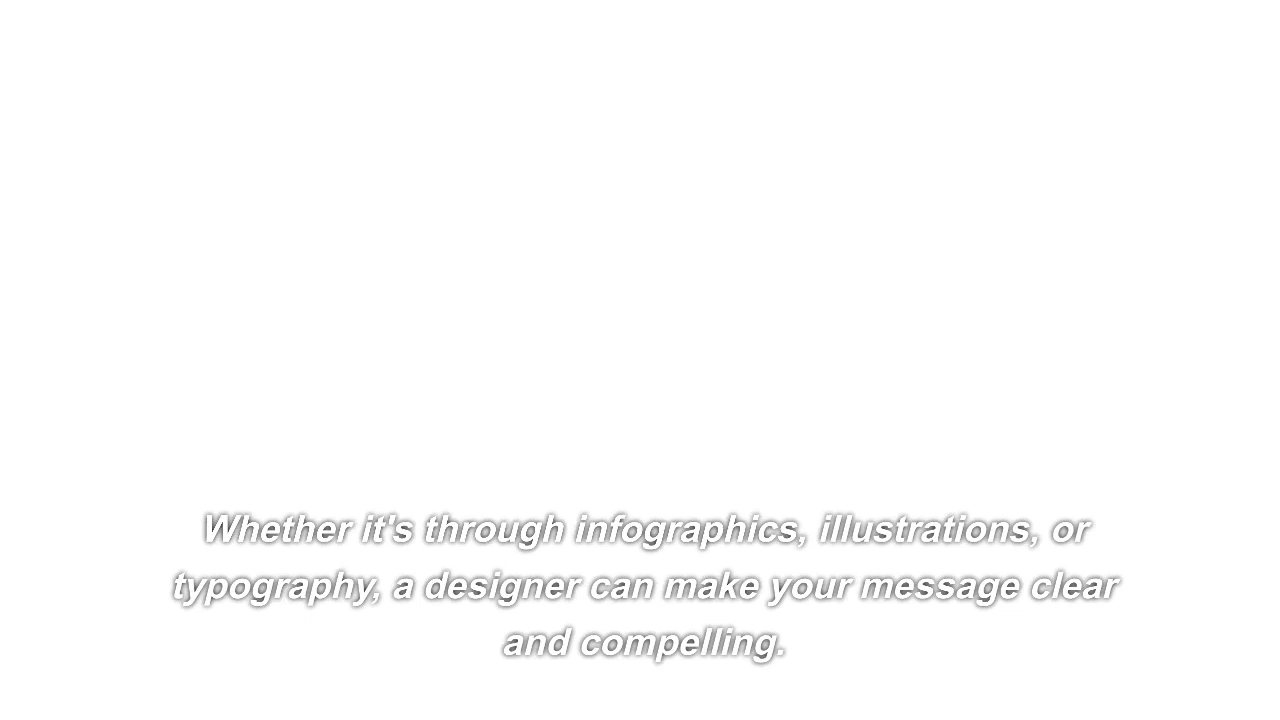 Whether it's through infographics, illustrations, or
typography, a designer can make your message clear
and compelling.